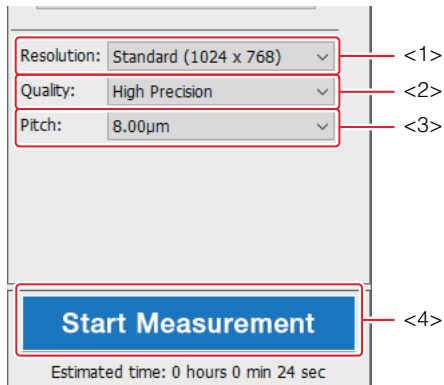 Resolution: Standard (1024 x 768) <1>
Quality: High Precision <2>
Pitch: 8.00μm <3>
Start Measurement <4>
Estimated time: 0 hours 0 min 24 sec